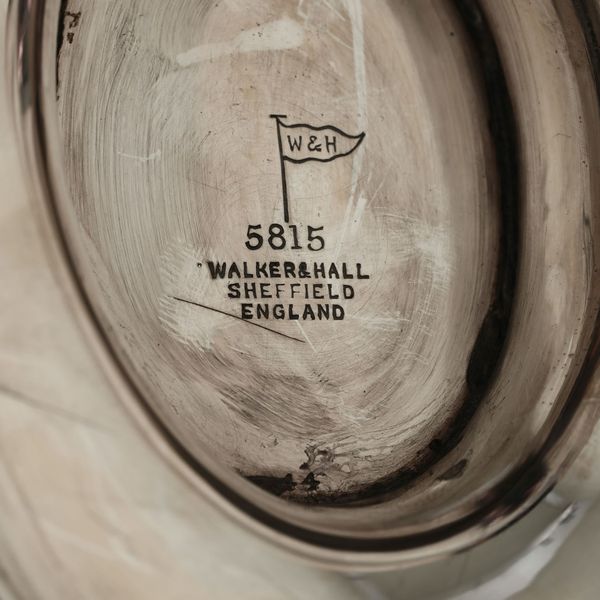 W&H
5815
WALKER&HALL
SHEFFIELD
ENGLAND